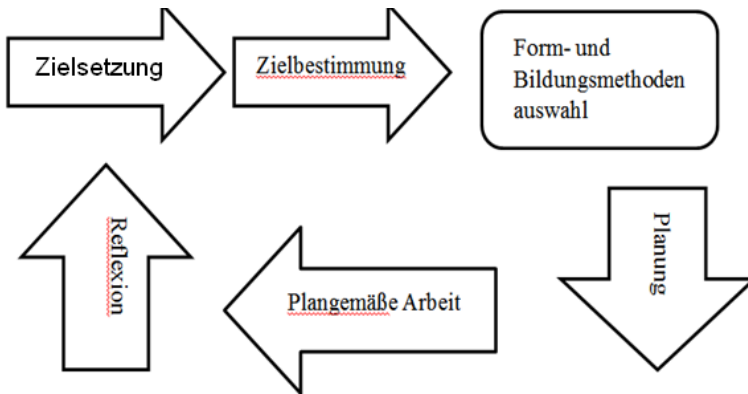 Zielsetzung
Zielbestimmung
Form- und
Bildungsmethoden
auswahl
Planung
Plangemäße Arbeit
Reflexion